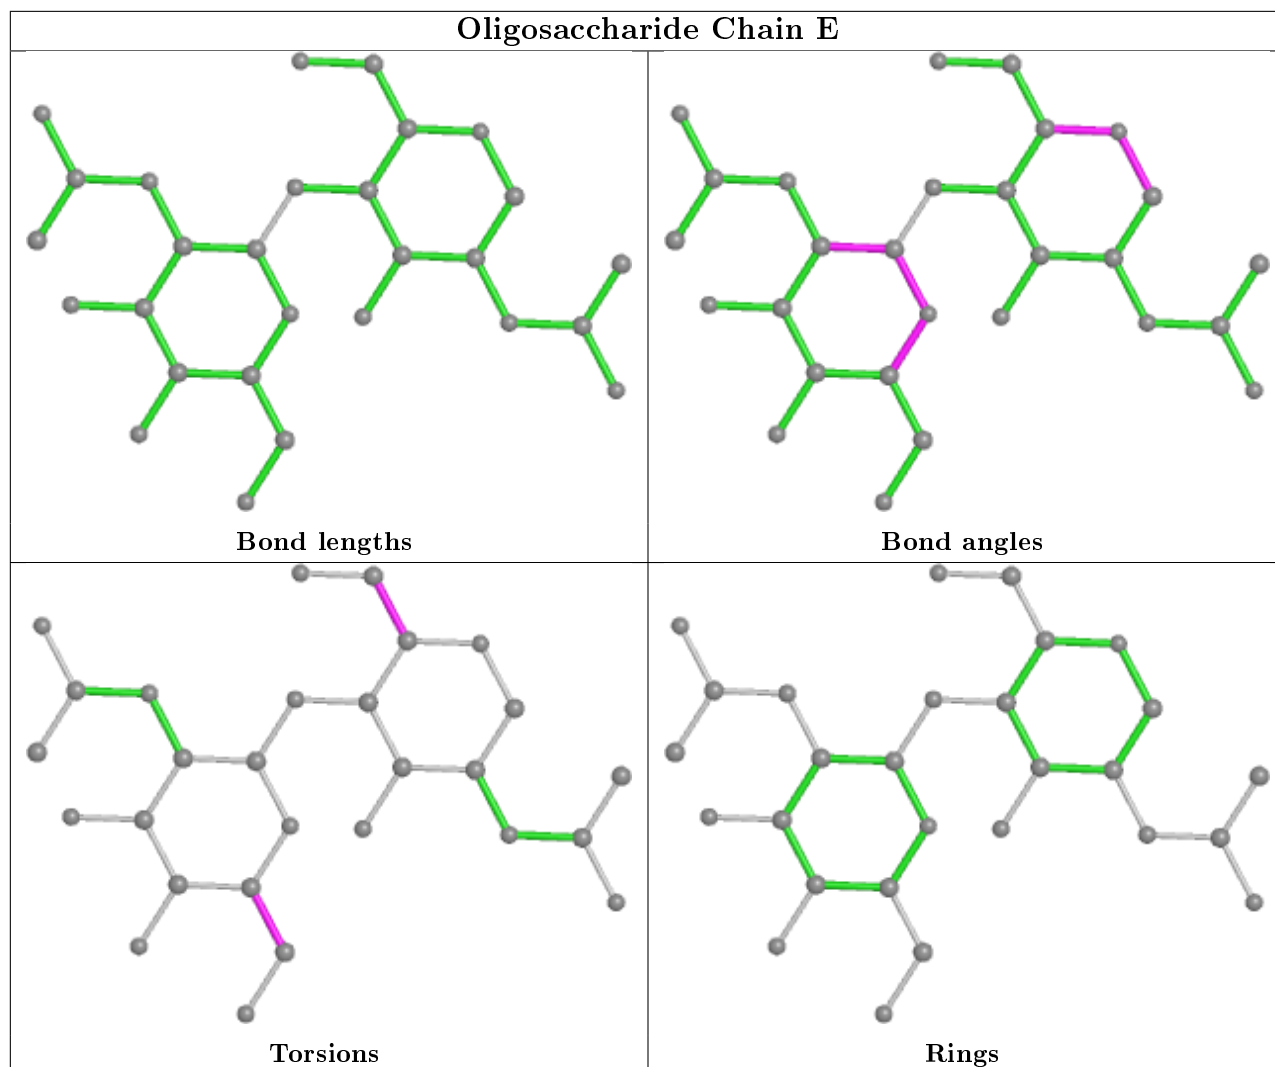 Oligosaccharide Chain E
Bond lengths
Bond angles
Torsions
Rings